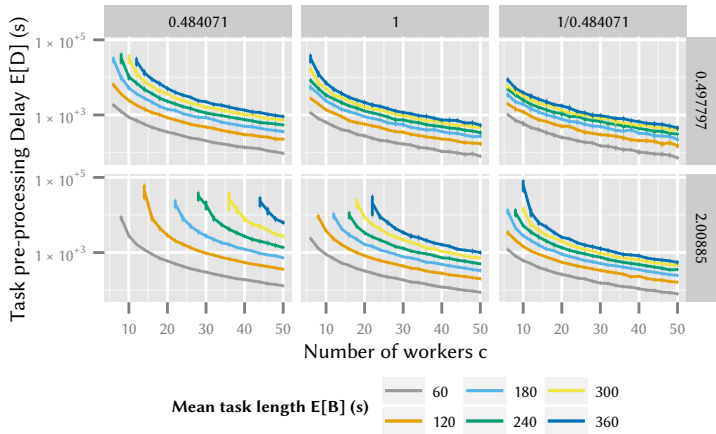 0.484071 1 1/0.484071
Task pre-processing Delay E[D] (s)
1 × 10+5
1 × 10+3
0.497797
1 × 10+5
1 × 10+3
2.00885
10 20 30 40 50 10 20 30 40 50 10 20 30 40 50
Number of workers c
Mean task length E[B] (s)
60 180 300
120 240 360